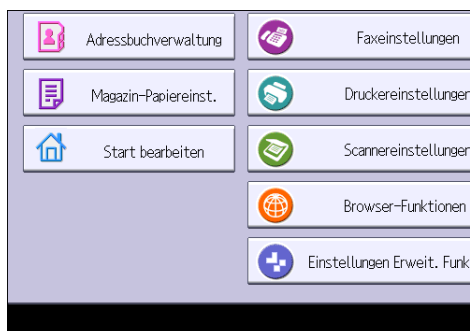 Adressbuchverwaltung
Magazin-Papiereinst.
Start bearbeiten
Faxeinstellungen
Druckereinstellungen
Scannereinstellungen
Browser-Funktionen
Einstellungen Erweit. Funk